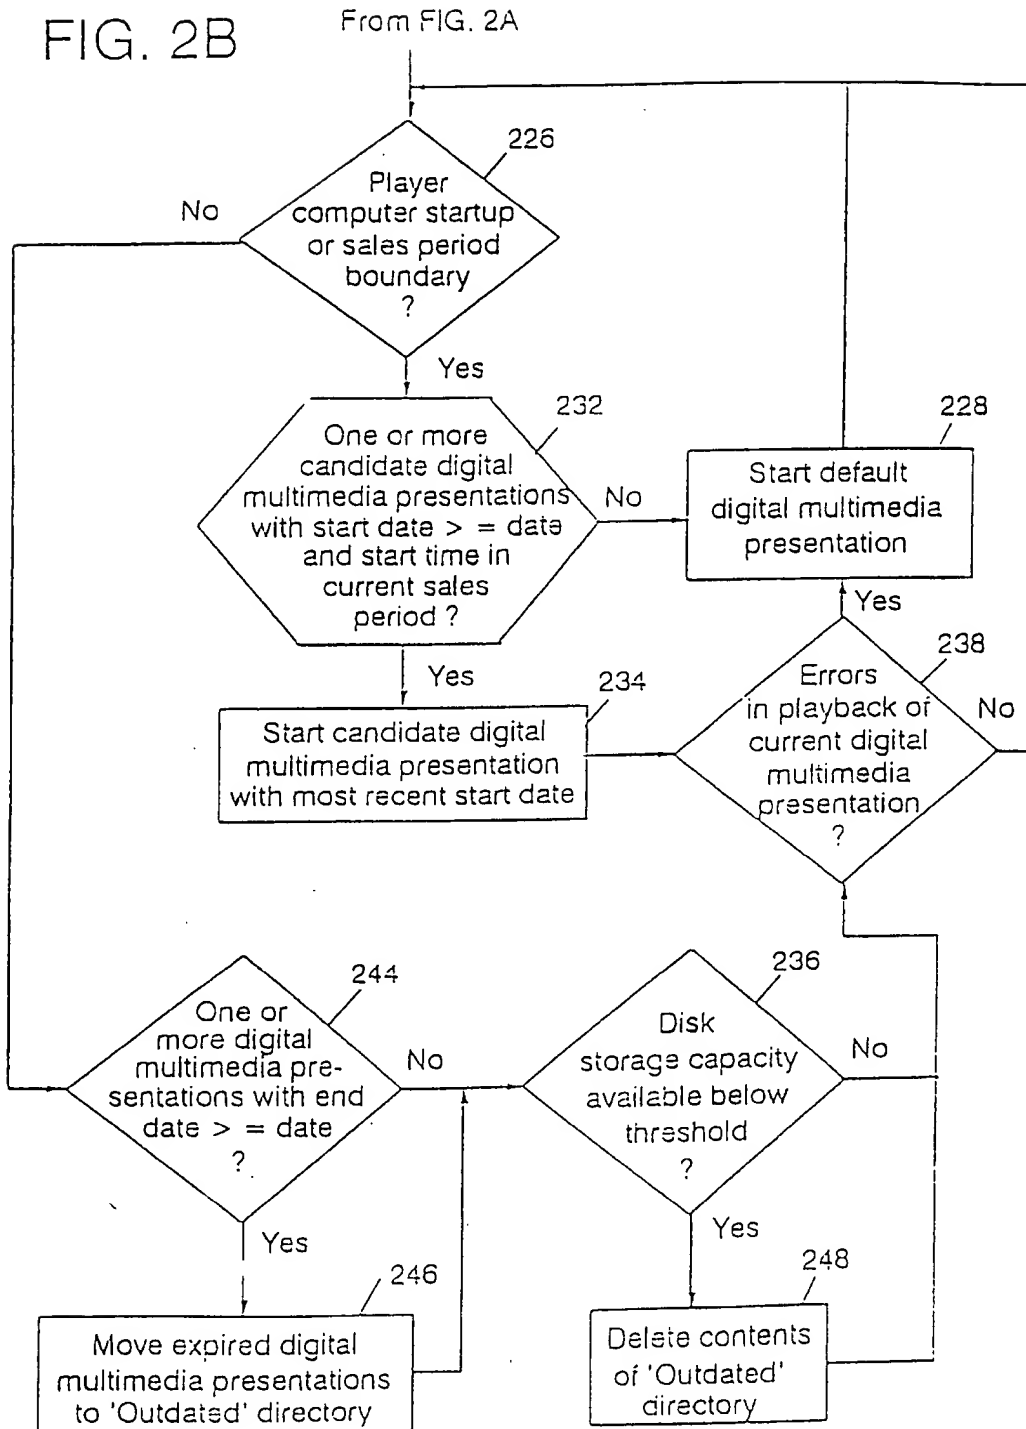 FIG. 2B
From FIG. 2A
226
Player
computer startup
or sales period
boundary
?
No
Yes
232
One or more
candidate digital
multimedia presentations
with start date > = date
and start time in
current sales
period ?
No
228
Start default
digital multimedia
presentation
Yes
Yes
234
Start candidate digital
multimedia presentation
with most recent start date
238
Errors
in playback of
current digital
multimedia
presentation
?
No
244
One or
more digital
multimedia pre-
sentations with end
date > = date
?
No
236
Disk
storage capacity
available below
threshold
?
No
Yes
Yes
246
Move expired digital
multimedia presentations
to 'Outdated' directory
248
Delete contents
of 'Outdated'
directory